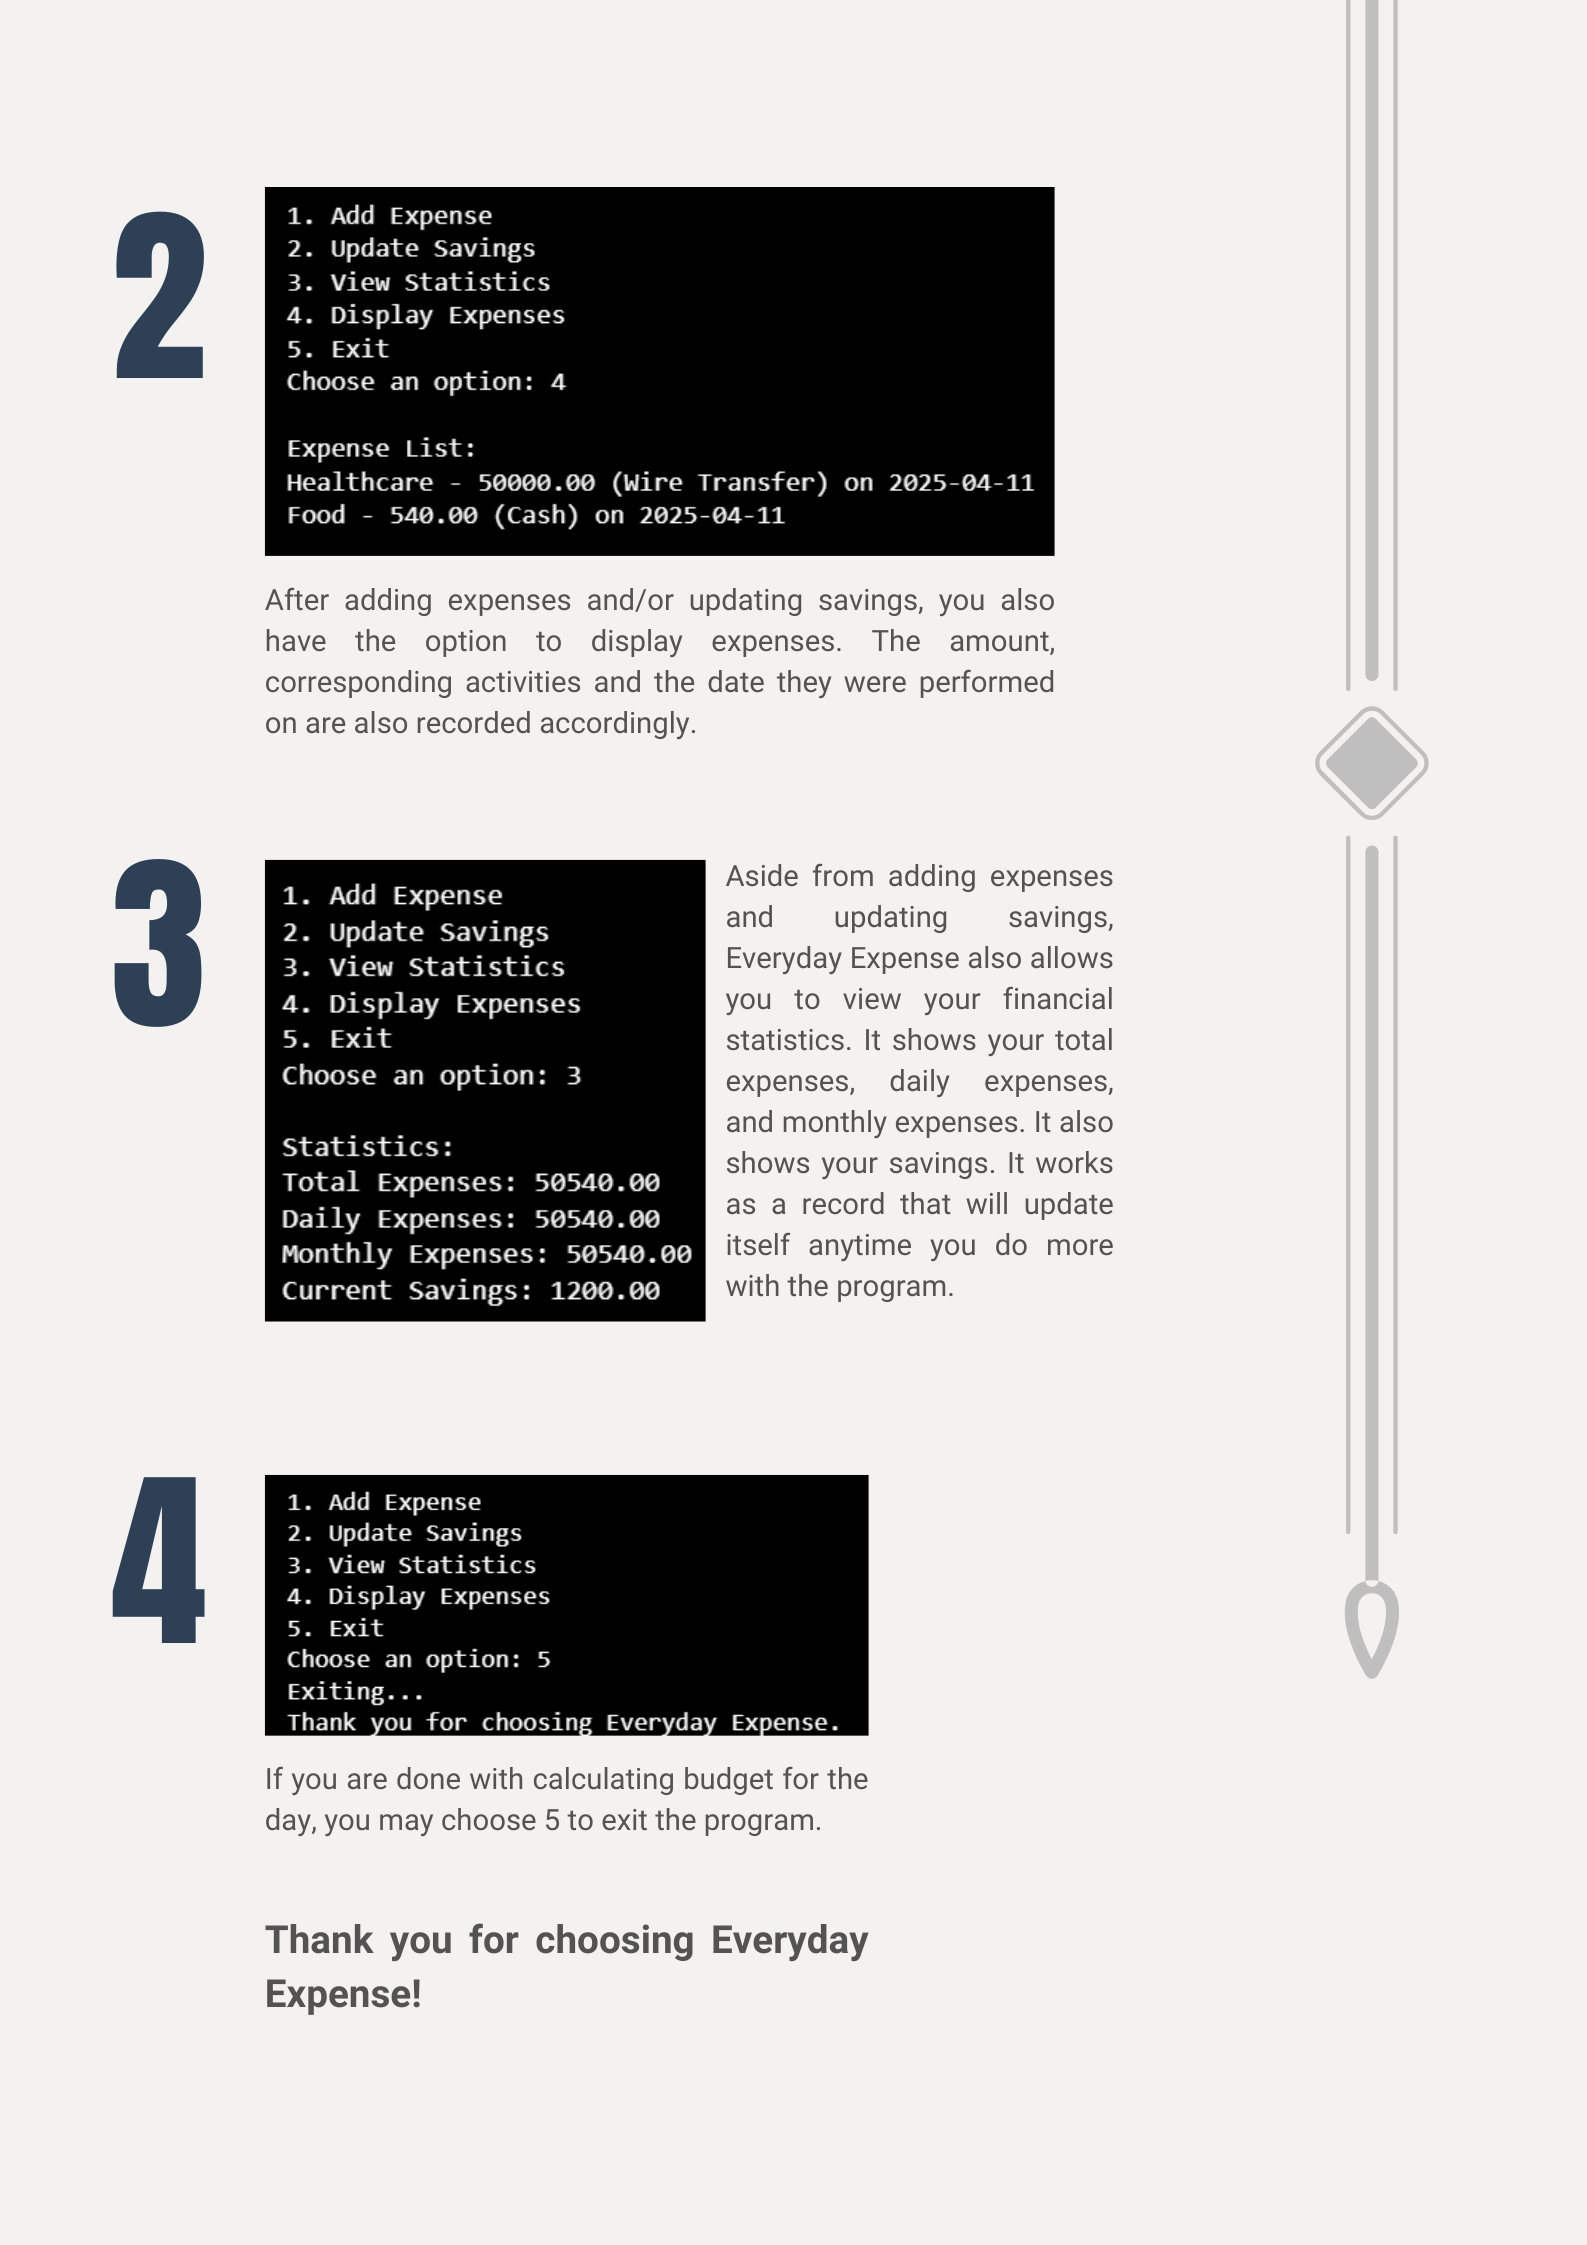 2
1. Add Expense
2. Update Savings
3. View Statistics
4. Display Expenses
5. Exit
Choose an option: 4
Expense List:
Healthcare - 50000.00 (Wire Transfer) on 2025-04-11
Food - 540.00 (Cash) on 2025-04-11
After adding expenses and/or updating savings, you also
have the option to display expenses. The amount,
corresponding activities and the date they were performed
on are also recorded accordingly.
3
1. Add Expense
2. Update Savings
3. View Statistics
4. Display Expenses
5. Exit
Choose an option: 3
Statistics:
Total Expenses: 50540.00
Daily Expenses: 50540.00
Monthly Expenses: 50540.00
Current Savings: 1200.00
Aside from adding expenses
and updating savings,
Everyday Expense also allows
you to view your financial
statistics. It shows your total
expenses, daily expenses,
and monthly expenses. It also
shows your savings. It works
as a record that will update
itself anytime you do more
with the program.
4
1. Add Expense
2. Update Savings
3. View Statistics
4. Display Expenses
5. Exit
Choose an option: 5
Exiting...
Thank you for choosing Everyday Expense.
If you are done with calculating budget for the
day, you may choose 5 to exit the program.
Thank you for choosing Everyday
Expense!